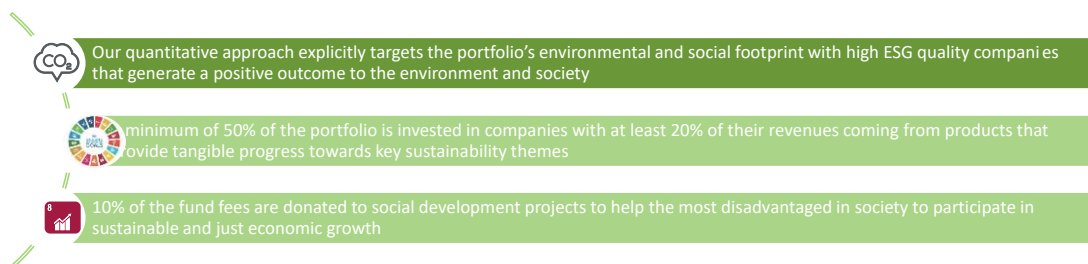 CO2
Our quantitative approach explicitly targets the portfolio's environmental and social footprint with high ESG quality companies
that generate a positive outcome to the environment and society
minimum of 50% of the portfolio is invested in companies with at least 20% of their revenues coming from products that
ovide tangible progress towards key sustainability themes
8
10% of the fund fees are donated to social development projects to help the most disadvantaged in society to participate in
sustainable and just economic growth